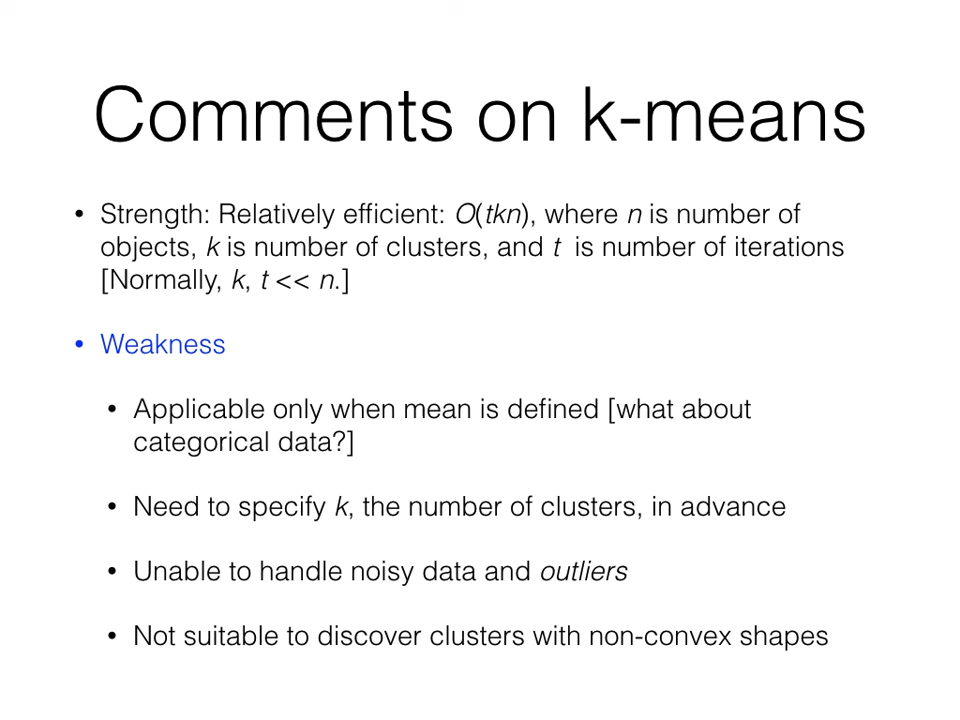 Comments on k-means
• Strength: Relatively efficient: O(tkn), where n is number of
objects, k is number of clusters, and t is number of iterations
[Normally, k, t << n.]
• Weakness
• Applicable only when mean is defined [what about
categorical data?]
• Need to specify k, the number of clusters, in advance
• Unable to handle noisy data and outliers
• Not suitable to discover clusters with non-convex shapes